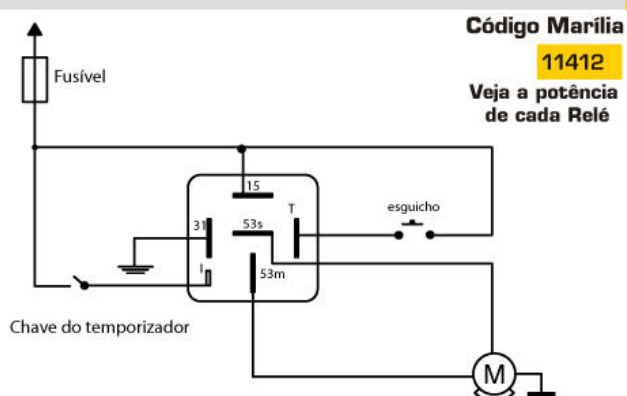 Código Marília
11412
Veja a potência
de cada Relé
Fusível
15
T
esguicho
31
53s
I
53m
Chave do temporizador
M